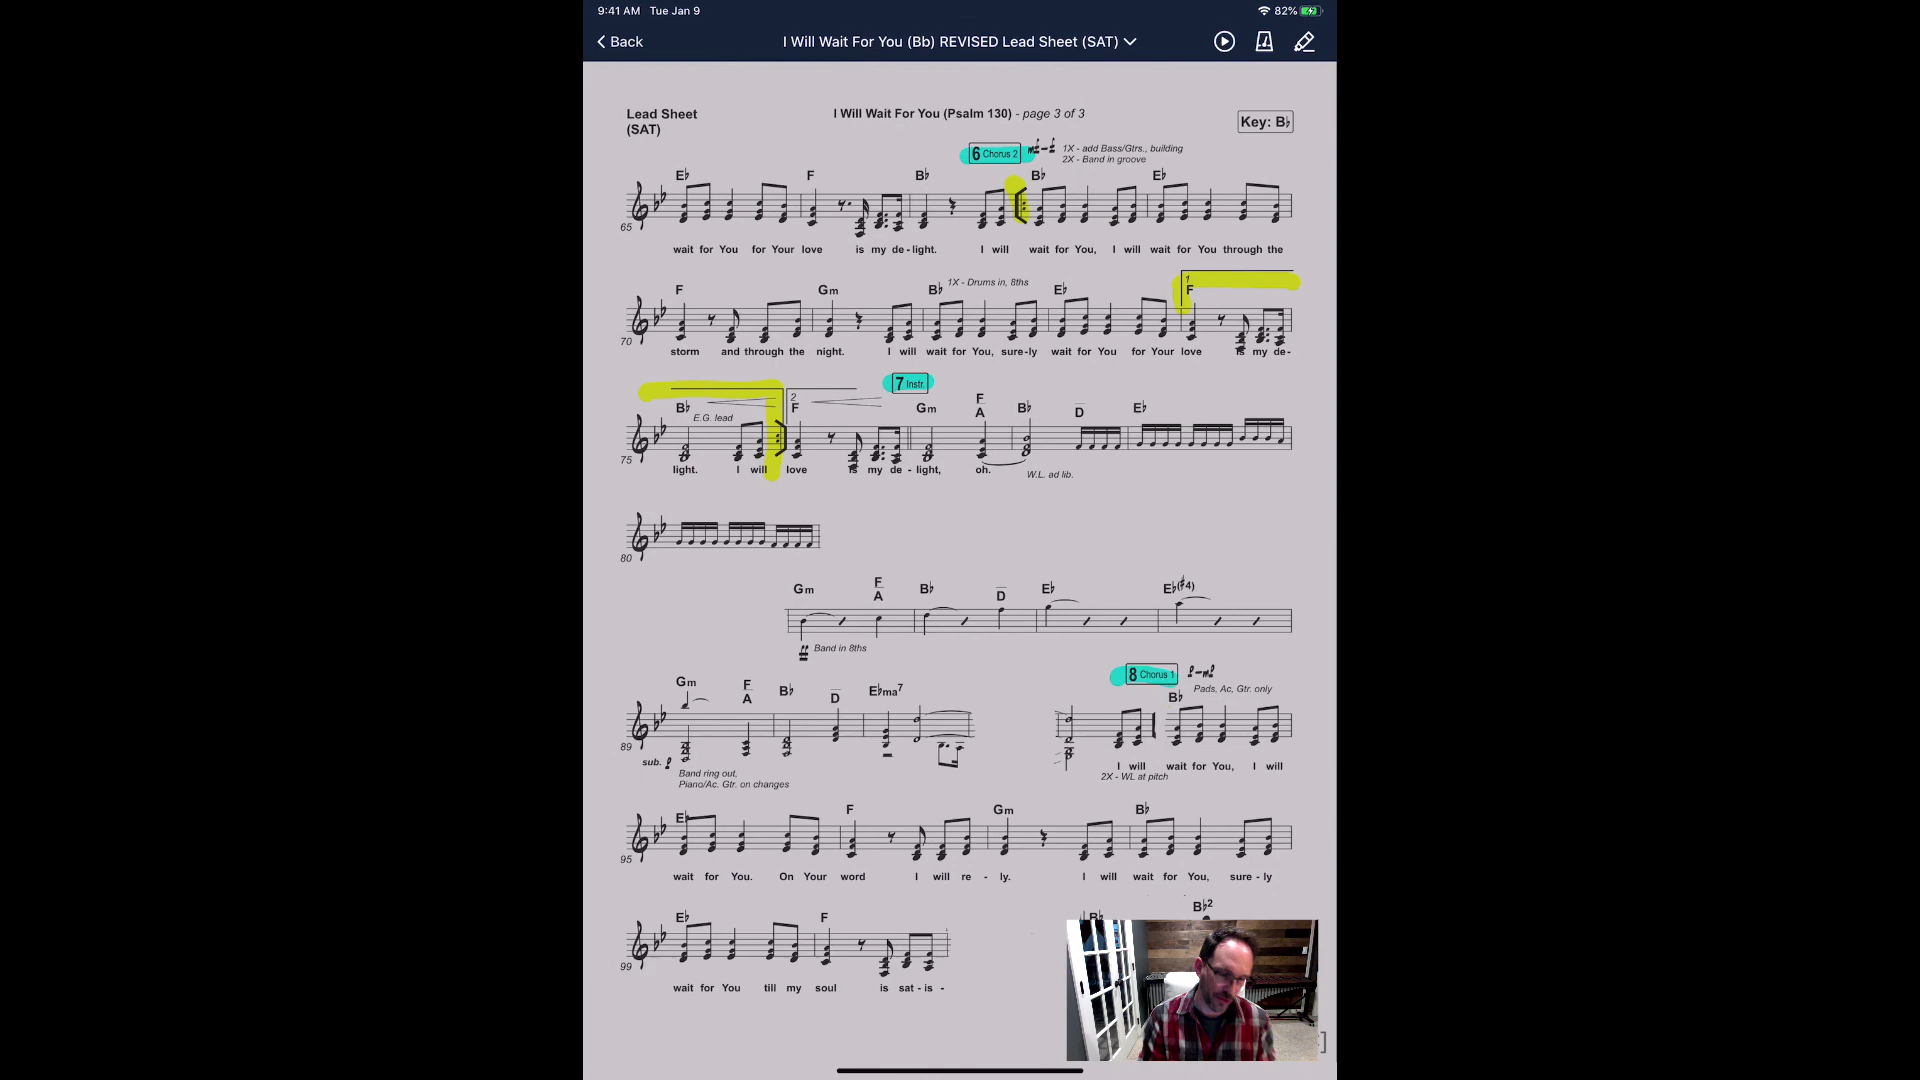 9:41 AM Tue Jan 9 82%
Back I Will Wait For You (Bb) REVISED Lead Sheet (SAT)
Lead Sheet
(SAT)
I Will Wait For You (Psalm 130) - page 3 of 3
Key: B♭
6 Chorus 2 mf - f 1X - add Bass/Gtrs., building
2X - Band in groove
E♭ F B♭ B♭ E♭
65
wait for You for Your love is my de - light. I will wait for You, I will wait for You through the
1X - Drums in, 8ths
1
F Gm B♭ E♭ F
70
storm and through the night. I will wait for You, sure-ly wait for You for Your love is my de-
7 Instr.
2
B♭ E.G. lead F Gm F/A B♭ /D E♭
75
light. I will love is my de - light, oh.
W.L. ad lib.
80
Gm F/A B♭ /D E♭ E♭(♯4)
ff Band in 8ths
8 Chorus 1 p - mp
Pads, Ac, Gtr. only
Gm F/A B♭ /D E♭ma7 B♭
89
sub. p
I will wait for You, I will
Band ring out,
Piano/Ac. Gtr. on changes
2X - WL at pitch
E♭ F Gm B♭
95
wait for You. On Your word I will re - ly. I will wait for You, sure - ly
B♭2
E♭ F B♭
99
wait for You till my soul is sat - is -